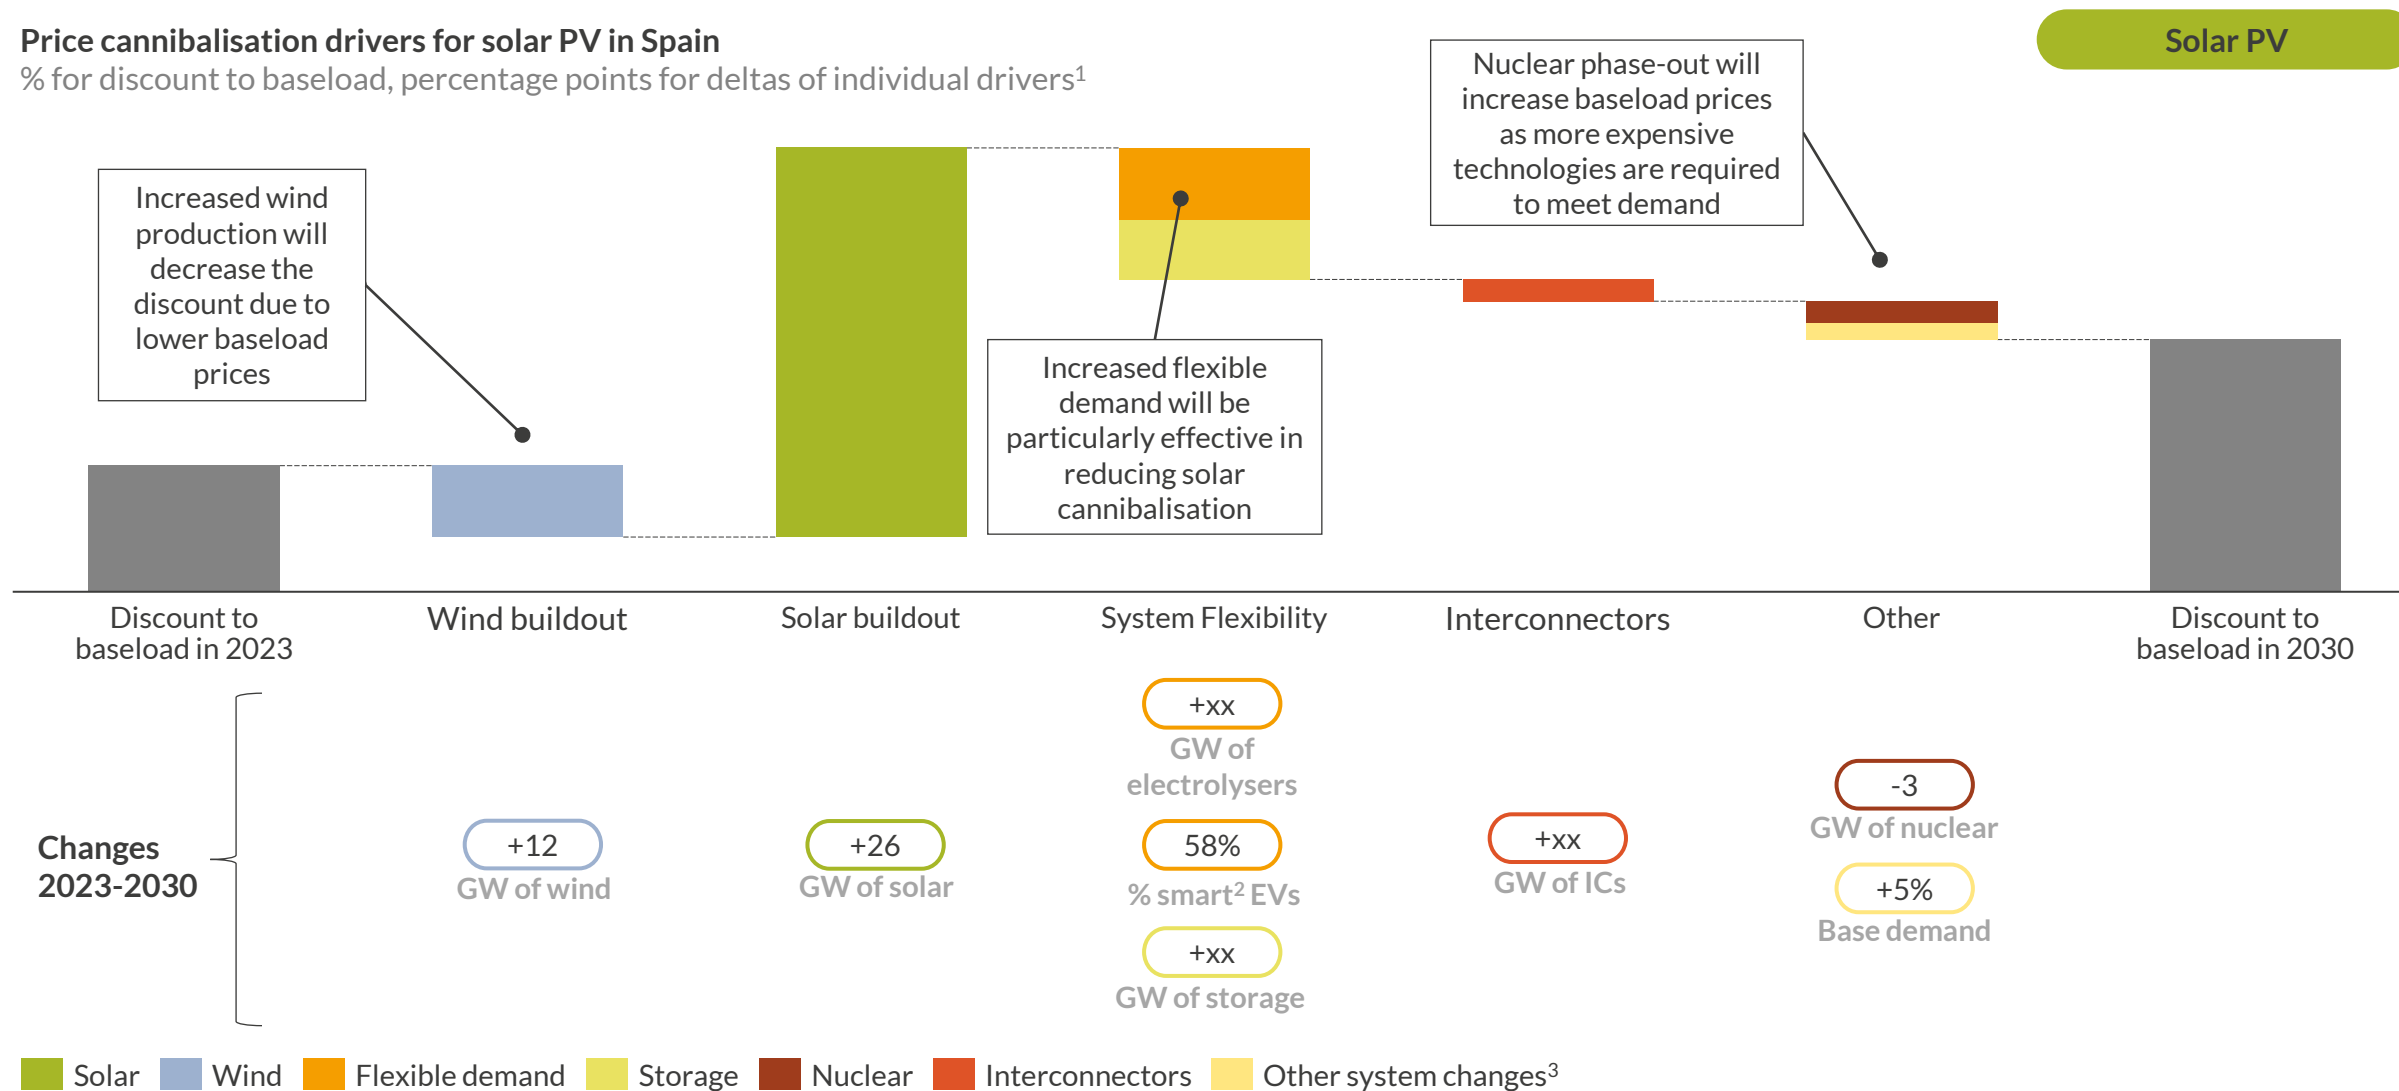 Price cannibalisation drivers for solar PV in Spain
% for discount to baseload, percentage points for deltas of individual drivers¹
Solar PV
Increased wind
production will
decrease the
discount due to
lower baseload
prices
Increased flexible
demand will be
particularly effective in
reducing solar
cannibalisation
Nuclear phase-out will
increase baseload prices
as more expensive
technologies are required
to meet demand
Discount to
baseload in 2023
Wind buildout
Solar buildout
System Flexibility
Interconnectors
Other
Discount to
baseload in 2030
Changes
2023-2030
+12
GW of wind
+26
GW of solar
+xx
GW of
electrolysers
58%
% smart² EVs
+xx
GW of storage
+xx
GW of ICs
-3
GW of nuclear
+5%
Base demand
Solar
Wind
Flexible demand
Storage
Nuclear
Interconnectors
Other system changes³